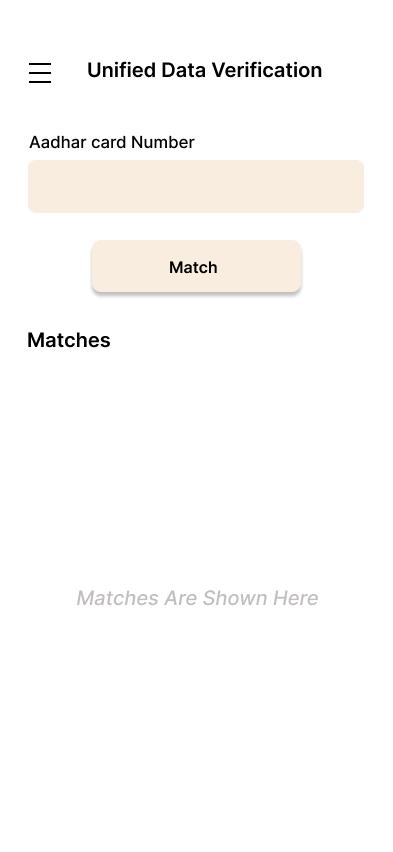 Unified Data Verification
Aadhar card Number
Match
Matches
Matches Are Shown Here